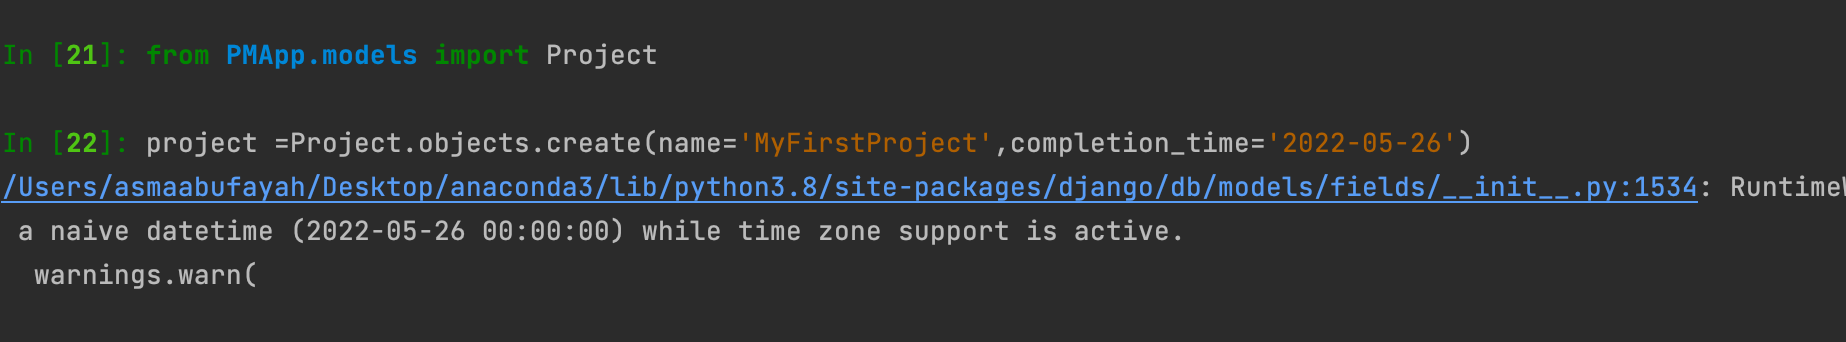 In [21]: from PMApp.models import Project
In [22]: project =Project.objects.create(name='MyFirstProject',completion_time='2022-05-26')
/Users/asmaabufayah/Desktop/anaconda3/lib/python3.8/site-packages/django/db/models/fields/__init__.py:1534: Runtime
a naive datetime (2022-05-26 00:00:00) while time zone support is active.
warnings.warn(